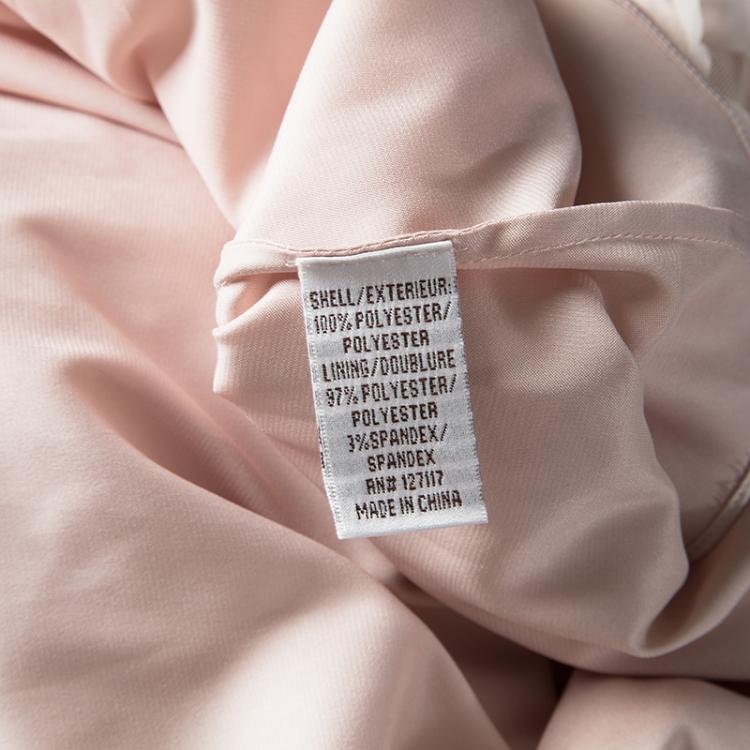 SHELL/EXTERIEUR:
100% POLYESTER/
POLYESTER
LINING/DOUBLURE
97% POLYESTER/
POLYESTER
3%SPANDEX/
SPANDEX
RN# 127117
MADE IN CHINA